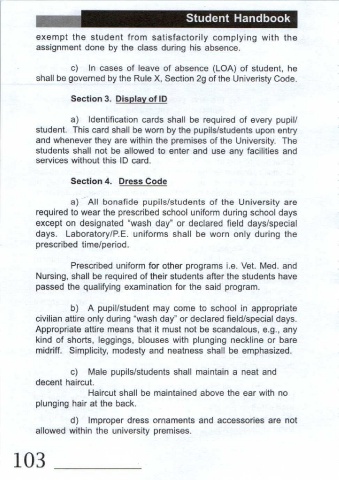 Student Handbook
exempt the student from satisfactorily complying with the
assignment done by the class during his absence.
c) In cases of leave of absence (LOA) of student, he
shall be governed by the Rule X, Section 2g of the Univeristy Code.
Section 3. Display of ID
a) Identification cards shall be required of every pupil/
student. This card shall be worn by the pupils/students upon entry
and whenever they are within the premises of the University. The
students shall not be allowed to enter and use any facilities and
services without this ID card.
Section 4. Dress Code
a) All bonafide pupils/students of the University are
required to wear the prescribed school uniform during school days
except on designated "wash day" or declared field days/special
days. Laboratory/P.E. uniforms shall be worn only during the
prescribed time/period.
Prescribed uniform for other programs i.e. Vet. Med. and
Nursing, shall be required of their students after the students have
passed the qualifying examination for the said program.
b) A pupil/student may come to school in appropriate
civilian attire only during "wash day" or declared field/special days.
Appropriate attire means that it must not be scandalous, e.g., any
kind of shorts, leggings, blouses with plunging neckline or bare
midriff. Simplicity, modesty and neatness shall be emphasized.
c) Male pupils/students shall maintain a neat and
decent haircut.
Haircut shall be maintained above the ear with no
plunging hair at the back.
d) Improper dress ornaments and accessories are not
allowed within the university premises.
103